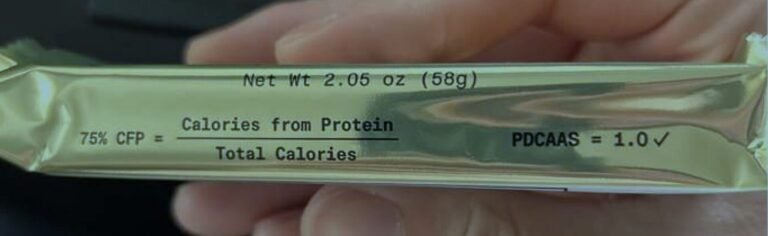 Net Wt 2.05 oz (58g)
75% CFP = Calories from Protein
Total Calories
PDCAAS = 1.0 ✓